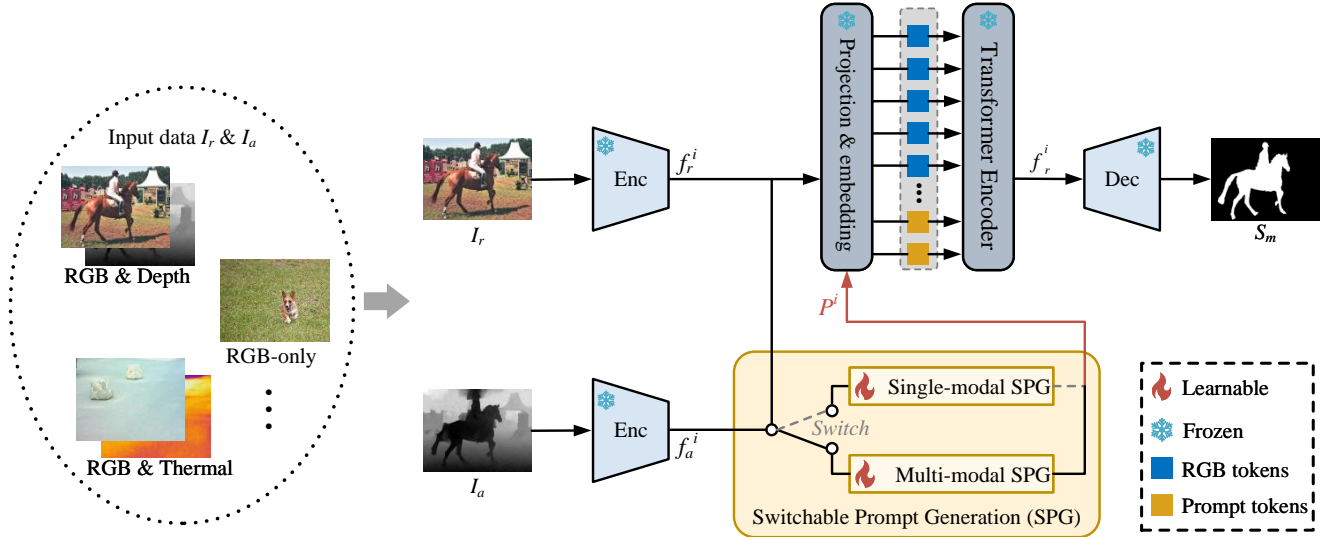 Input data I_r & I_a
RGB & Depth
RGB-only
RGB & Thermal
I_r
Enc
f_r^i
Projection & embedding
Transformer Encoder
f_r^i
Dec
S_m
I_a
Enc
f_a^i
P^i
Single-modal SPG
Switch
Multi-modal SPG
Switchable Prompt Generation (SPG)
Learnable
Frozen
RGB tokens
Prompt tokens